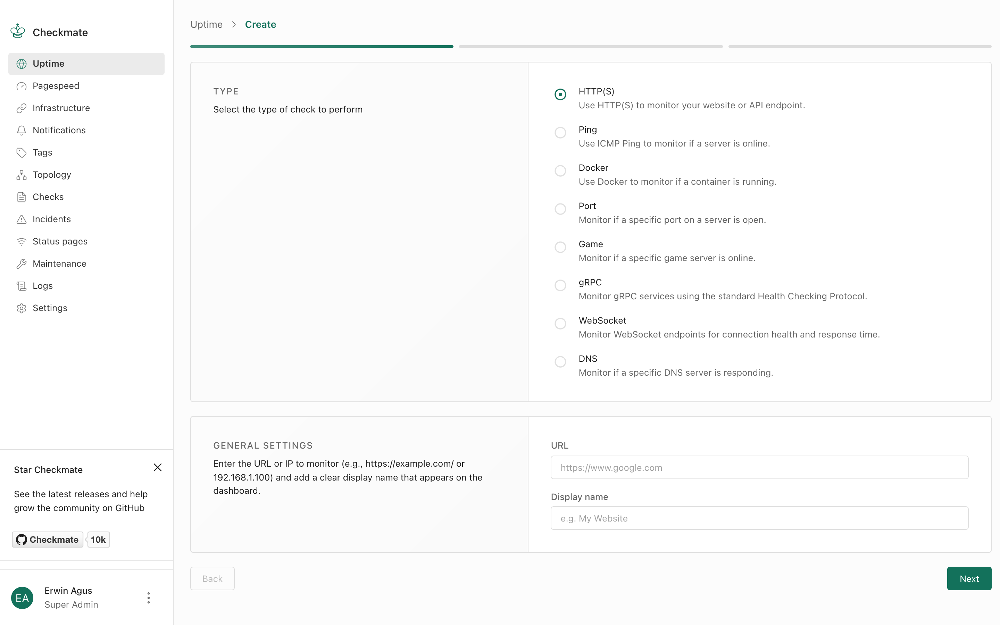 Checkmate
Uptime
Pagespeed
Infrastructure
Notifications
Tags
Topology
Checks
Incidents
Status pages
Maintenance
Logs
Settings
Star Checkmate
See the latest releases and help
grow the community on GitHub
Checkmate 10k
EA
Erwin Agus
Super Admin
Uptime > Create
TYPE
Select the type of check to perform
HTTP(S)
Use HTTP(S) to monitor your website or API endpoint.
Ping
Use ICMP Ping to monitor if a server is online.
Docker
Use Docker to monitor if a container is running.
Port
Monitor if a specific port on a server is open.
Game
Monitor if a specific game server is online.
gRPC
Monitor gRPC services using the standard Health Checking Protocol.
WebSocket
Monitor WebSocket endpoints for connection health and response time.
DNS
Monitor if a specific DNS server is responding.
GENERAL SETTINGS
Enter the URL or IP to monitor (e.g., https://example.com/ or
192.168.1.100) and add a clear display name that appears on the
dashboard.
URL
https://www.google.com
Display name
e.g. My Website
Back
Next